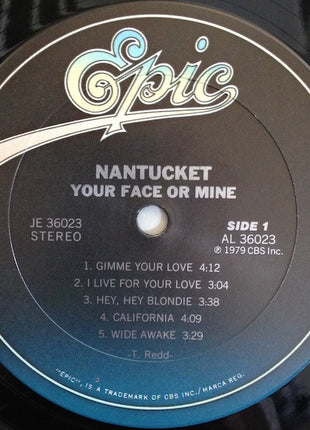 Epic
NANTUCKET
YOUR FACE OR MINE
JE 36023
STEREO
SIDE 1
AL 36023
℗ 1979 CBS Inc.
1. GIMME YOUR LOVE 4:12
2. I LIVE FOR YOUR LOVE 3:04
3. HEY, HEY BLONDIE 3:38
4. CALIFORNIA 4:09
5. WIDE AWAKE 3:29
-T. Redd-
"EPIC", IS A TRADEMARK OF CBS INC./MARCA REG.